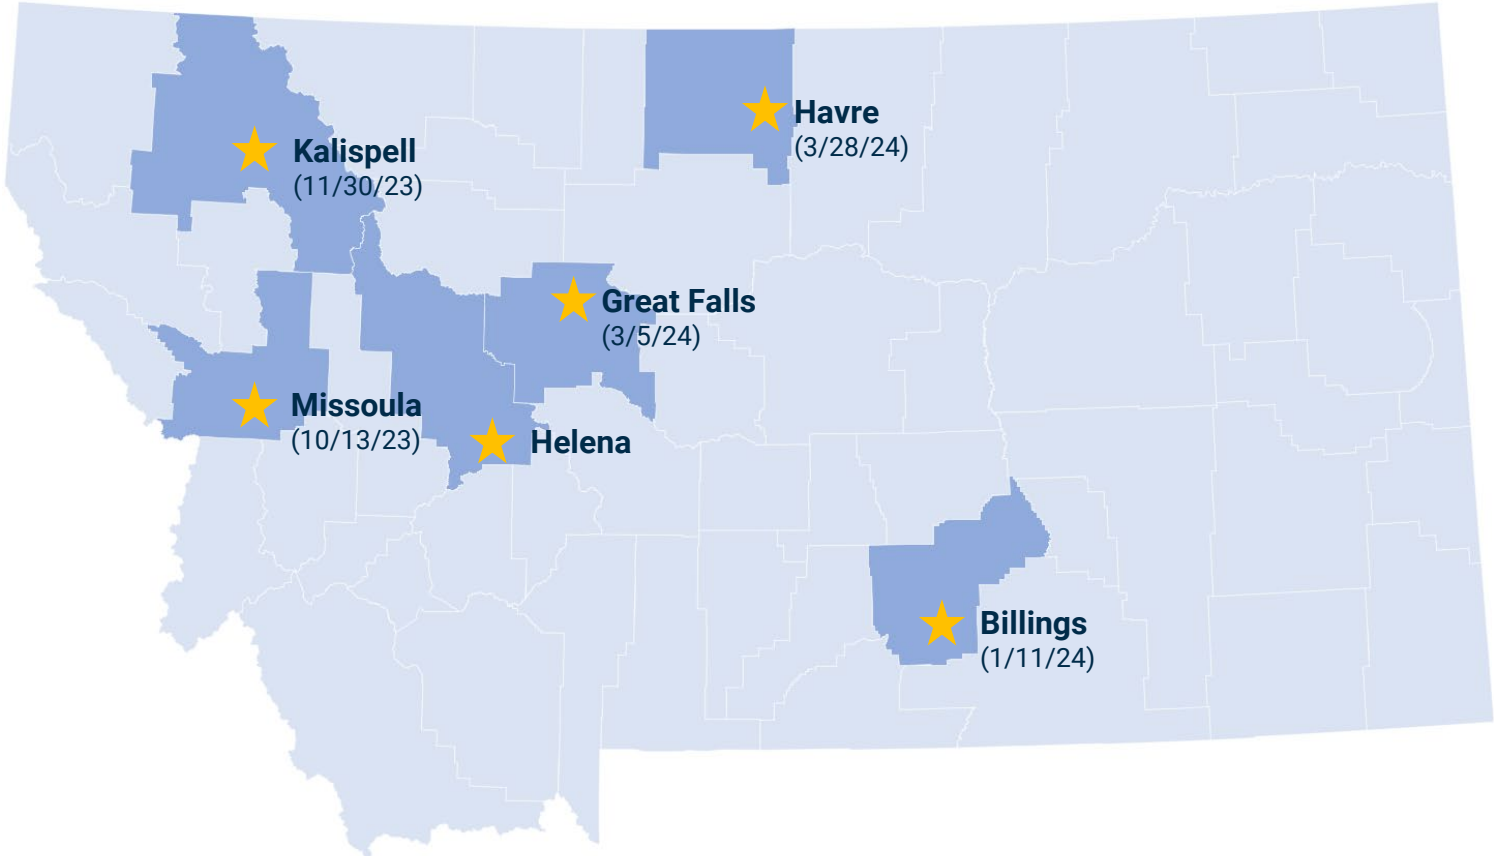 Havre
(3/28/24)
Kalispell
(11/30/23)
Great Falls
(3/5/24)
Missoula
(10/13/23)
Helena
Billings
(1/11/24)